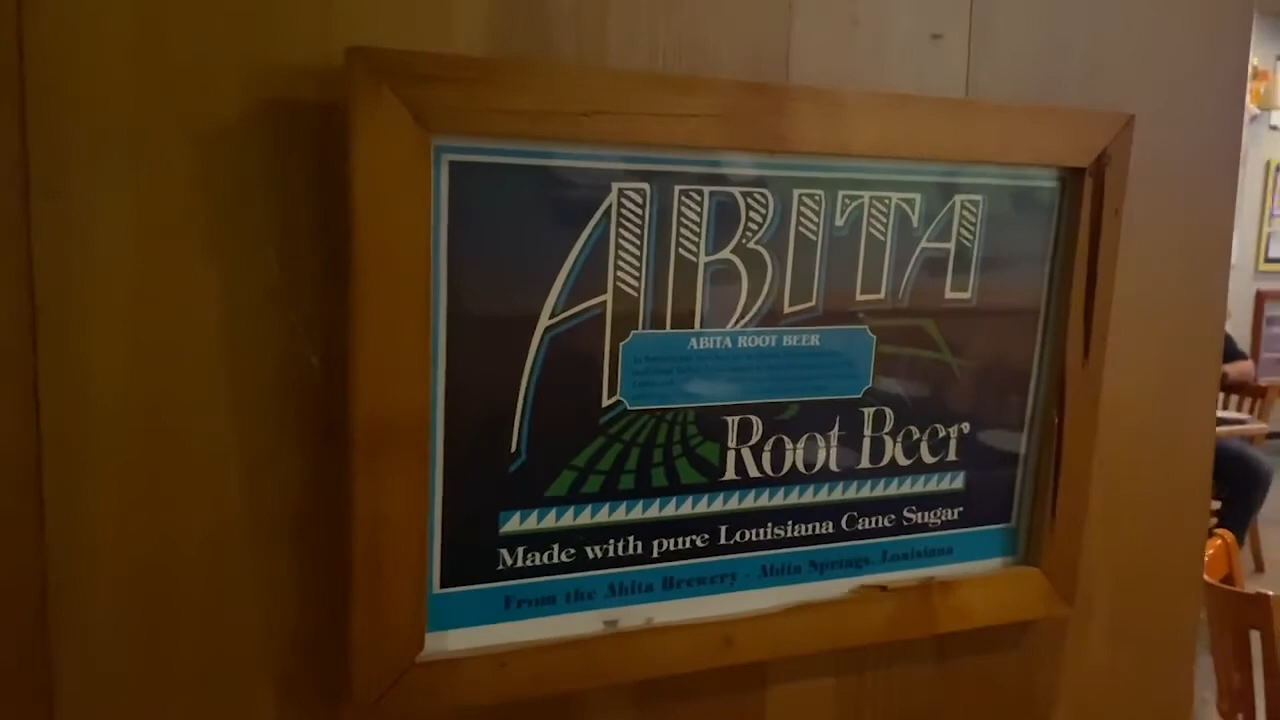 ABITA
ABITA ROOT BEER
Root Beer
Made with pure Louisiana Cane Sugar
From the Abita Brewery - Abita Springs, Louisiana